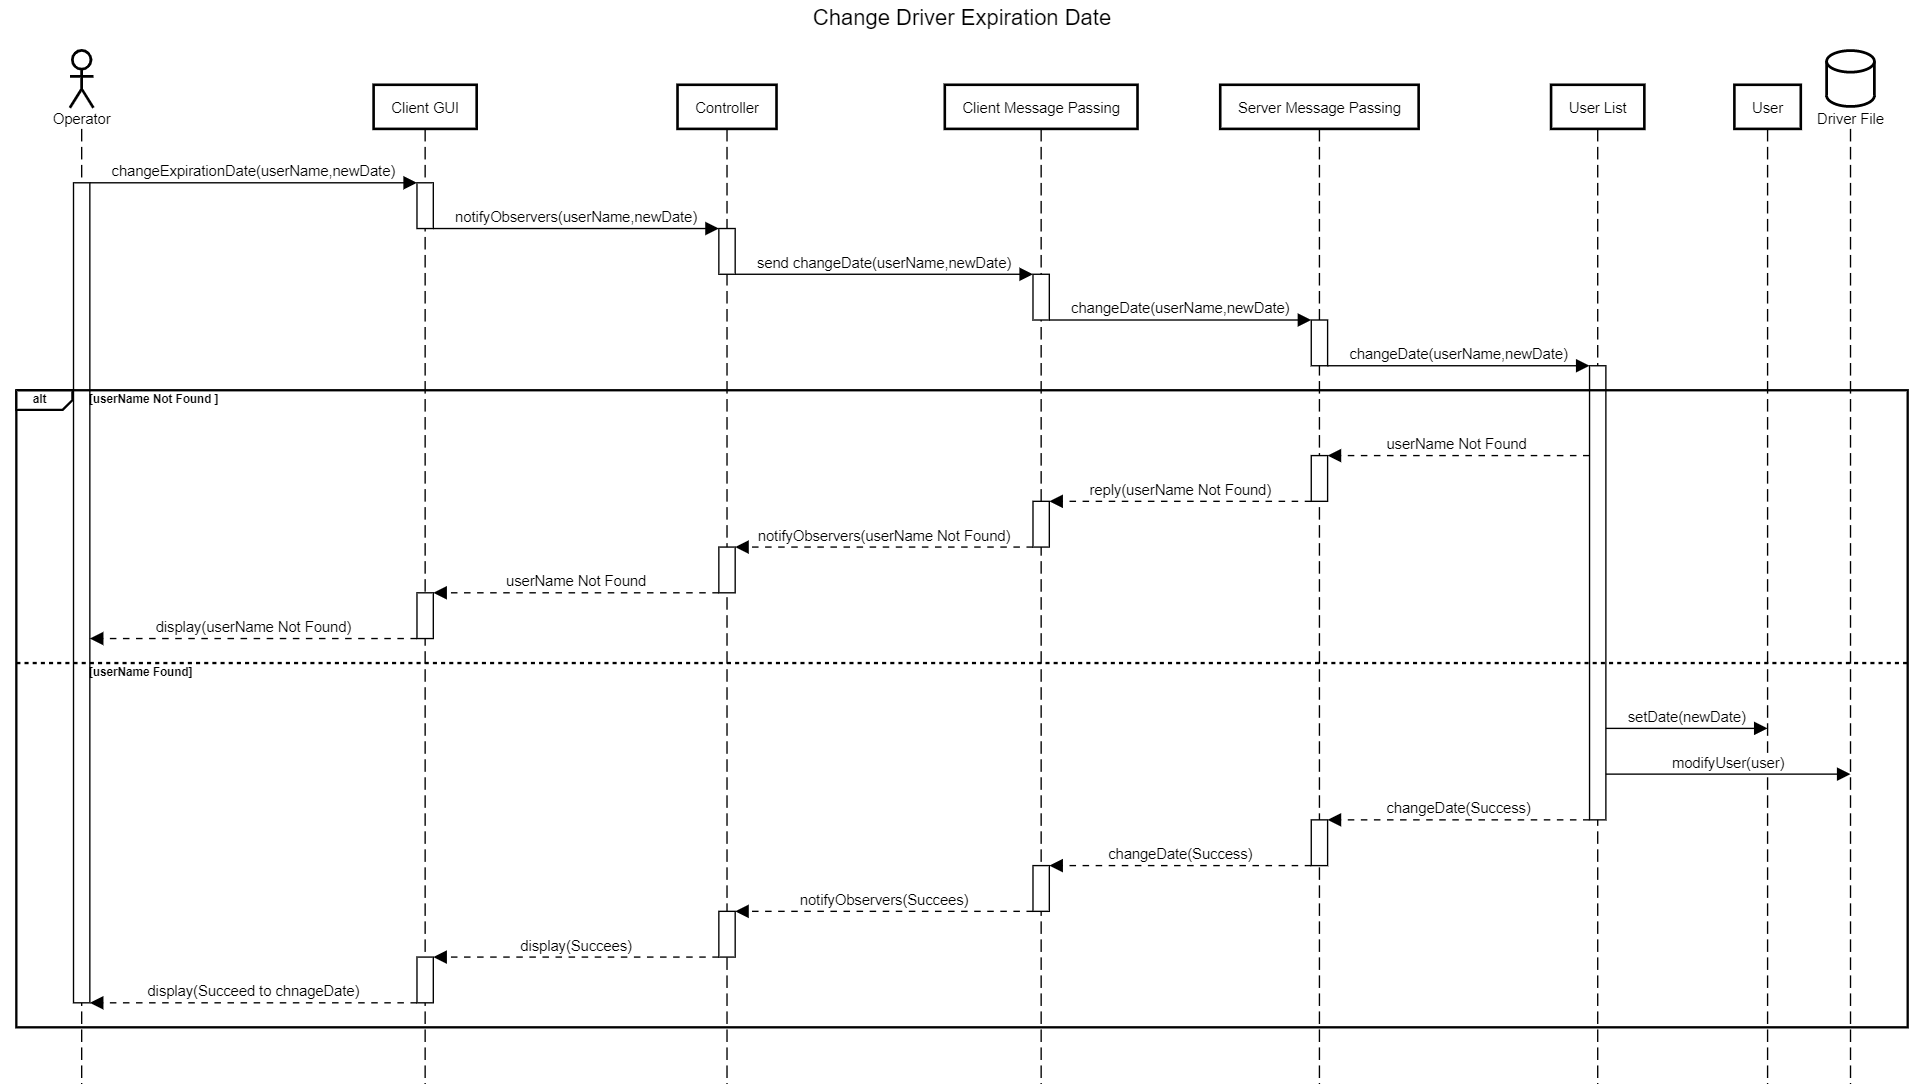 Change Driver Expiration Date
Operator
Client GUI
Controller
Client Message Passing
Server Message Passing
User List
User
Driver File
changeExpirationDate(userName,newDate)
notifyObservers(userName,newDate)
send changeDate(userName,newDate)
changeDate(userName,newDate)
changeDate(userName,newDate)
alt
[userName Not Found ]
userName Not Found
reply(userName Not Found)
notifyObservers(userName Not Found)
userName Not Found
display(userName Not Found)
[userName Found]
setDate(newDate)
modifyUser(user)
changeDate(Success)
changeDate(Success)
notifyObservers(Succees)
display(Succees)
display(Succeed to chnageDate)